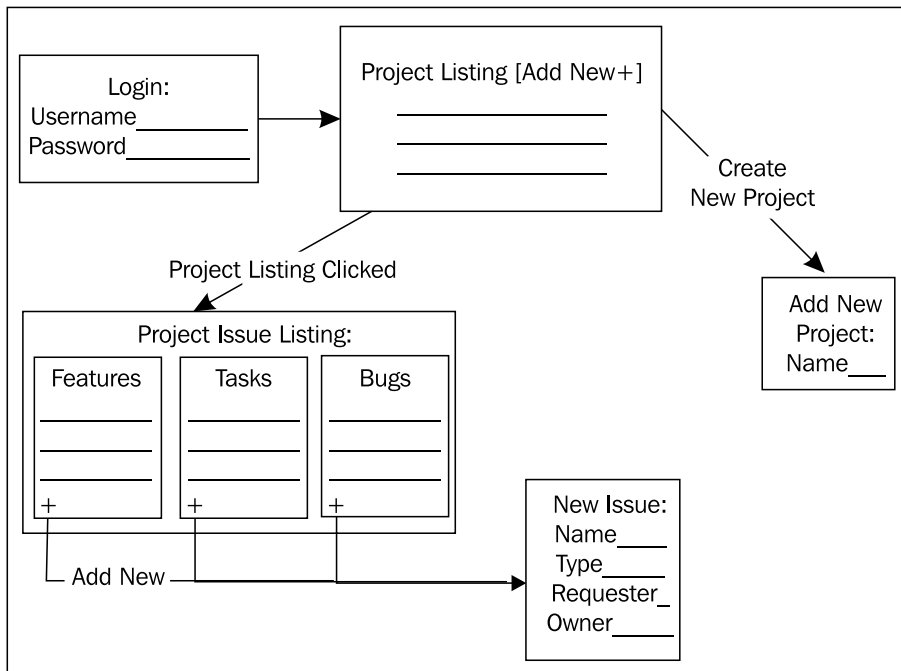 Login:
Username
Password
Project Listing [Add New+]
Create
New Project
Project Listing Clicked
Add New
Project:
Name
Project Issue Listing:
Features
Tasks
Bugs
+
+
+
Add New
New Issue:
Name
Type
Requester
Owner